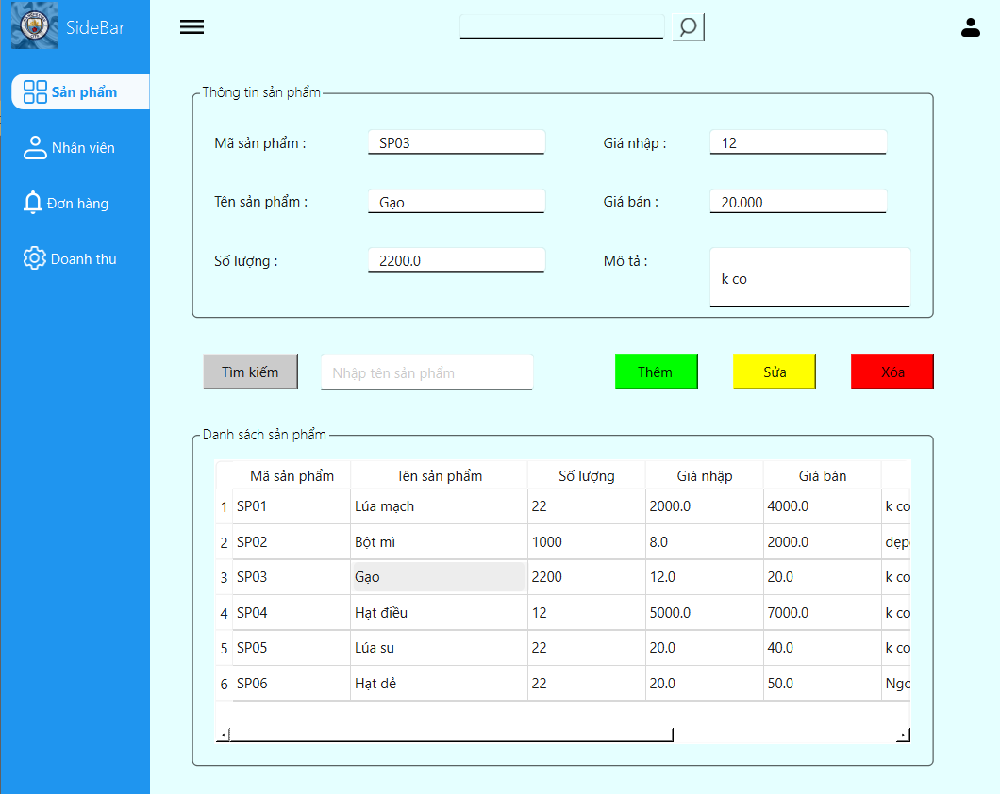 SideBar
Sản phẩm
Nhân viên
Đơn hàng
Doanh thu
Thông tin sản phẩm
Mã sản phẩm : SP03 Giá nhập : 12
Tên sản phẩm : Gạo Giá bán : 20.000
Số lượng : 2200.0 Mô tả : k co
Tìm kiếm Nhập tên sản phẩm Thêm Sửa Xóa
Danh sách sản phẩm
Mã sản phẩm Tên sản phẩm Số lượng Giá nhập Giá bán
1 SP01 Lúa mạch 22 2000.0 4000.0 k co
2 SP02 Bột mì 1000 8.0 2000.0 đẹp
3 SP03 Gạo 2200 12.0 20.0 k co
4 SP04 Hạt điều 12 5000.0 7000.0 k co
5 SP05 Lúa su 22 20.0 40.0 k co
6 SP06 Hạt dẻ 22 20.0 50.0